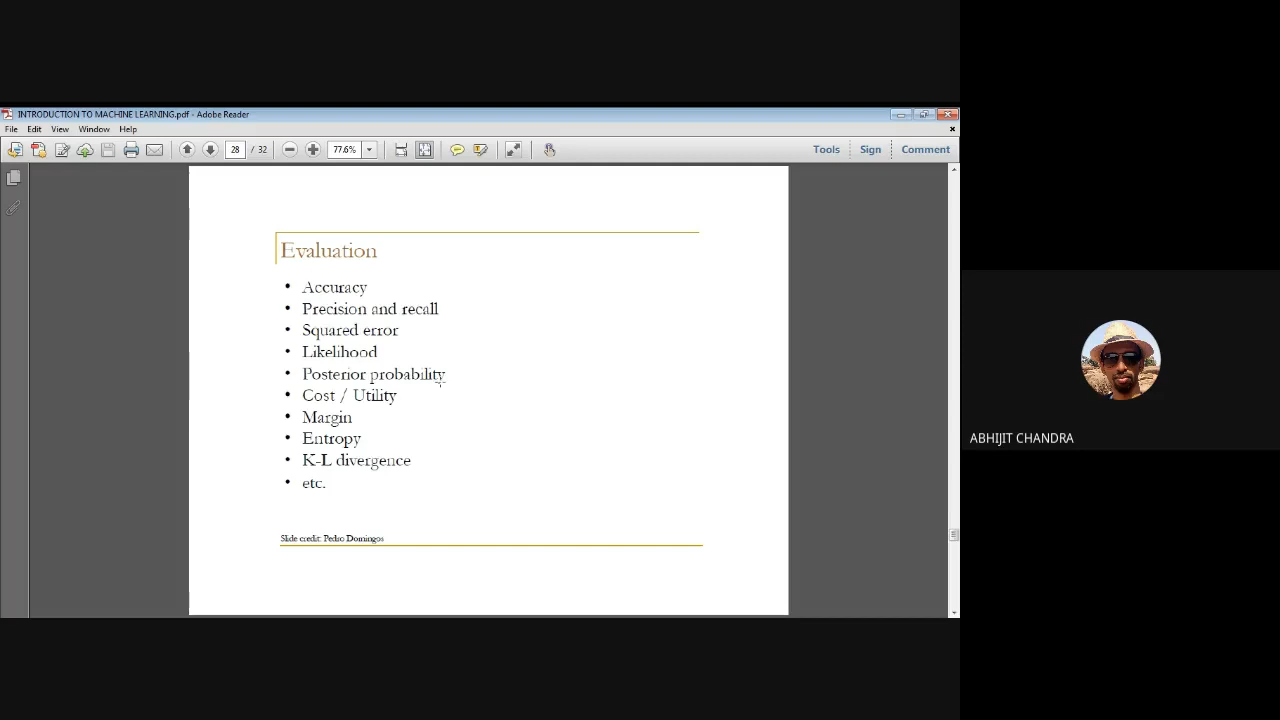 INTRODUCTION TO MACHINE LEARNING.pdf - Adobe Reader
File Edit View Window Help
28 / 32 77.6% Tools Sign Comment
Evaluation
• Accuracy
• Precision and recall
• Squared error
• Likelihood
• Posterior probability
• Cost / Utility
• Margin
• Entropy
• K-L divergence
• etc.
Slide credit: Pedro Domingos
ABHIJIT CHANDRA